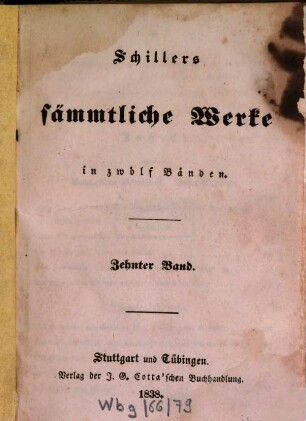 Schillers
sämmtliche Werke
in zwölf Bänden.
Zehnter Band.
Stuttgart und Tübingen.
Verlag der J. G. Cotta'schen Buchhandlung.
1838.
Wbg/66/79